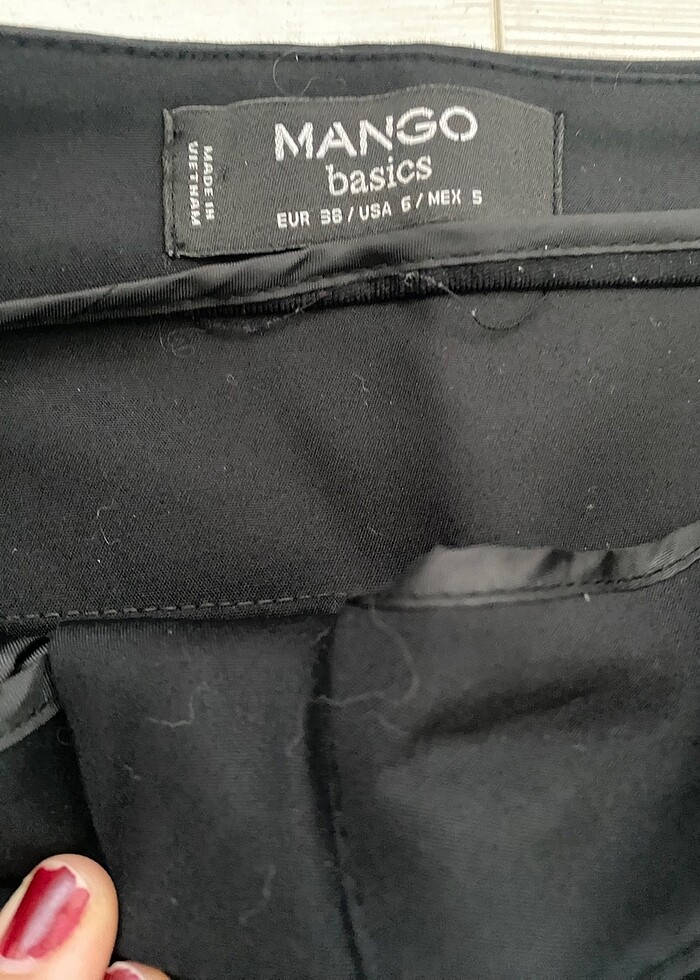 MANGO
basics
EUR 38 / USA 6 / MEX 5
MADE IN
VIETNAM